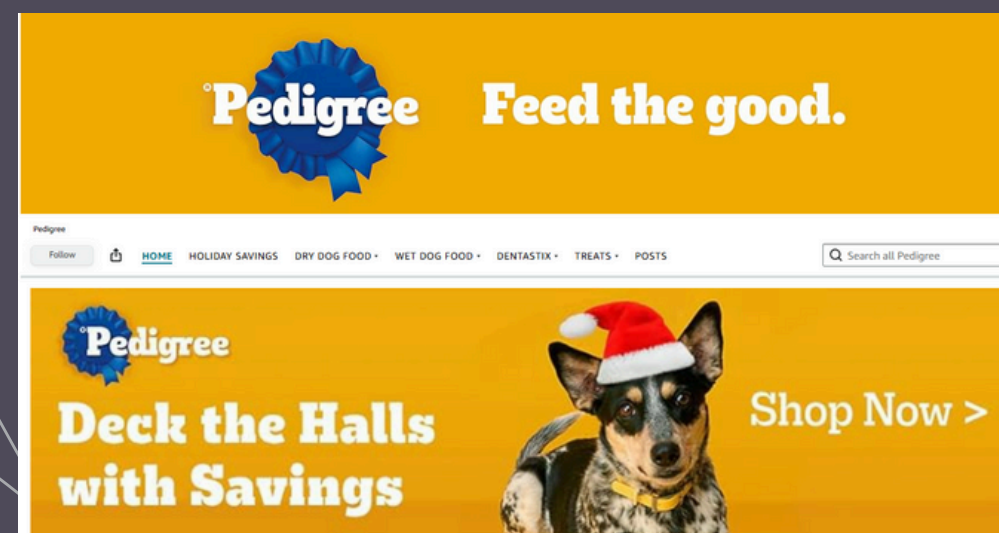 Pedigree
Feed the good.
Pedigree
Follow
HOME HOLIDAY SAVINGS DRY DOG FOOD WET DOG FOOD DENTASTIX TREATS POSTS
Search all Pedigree
Pedigree
Deck the Halls
with Savings
Shop Now >